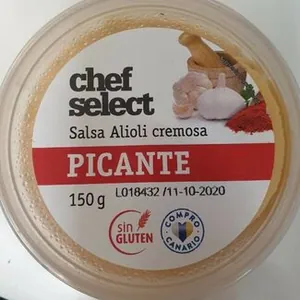 chef
select
Salsa Alioli cremosa
PICANTE
150 g
L018432 /11-10-2020
sin
GLUTEN
COMPRO
CANARIO